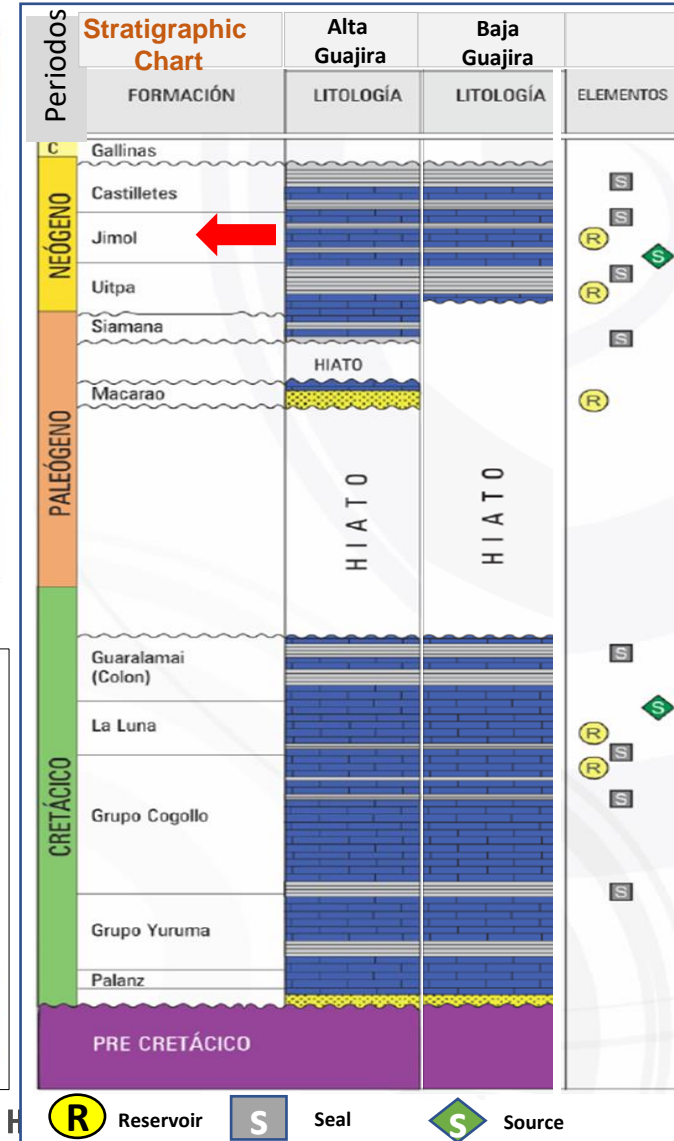 Periodos
Stratigraphic
Chart
Alta
Guajira
Baja
Guajira
FORMACIÓN
LITOLOGÍA
LITOLOGÍA
ELEMENTOS
C
Gallinas
NEÓGENO
Castilletes
S
S
Jimol
R
S
S
Uitpa
R
Siamana
S
HIATO
PALEÓGENO
Macarao
R
HIATO
HIATO
CRETÁCICO
Guaralamai
(Colon)
S
S
La Luna
R
S
R
S
Grupo Cogollo
S
Grupo Yuruma
Palanz
PRE CRETÁCICO
H
R Reservoir S Seal S Source